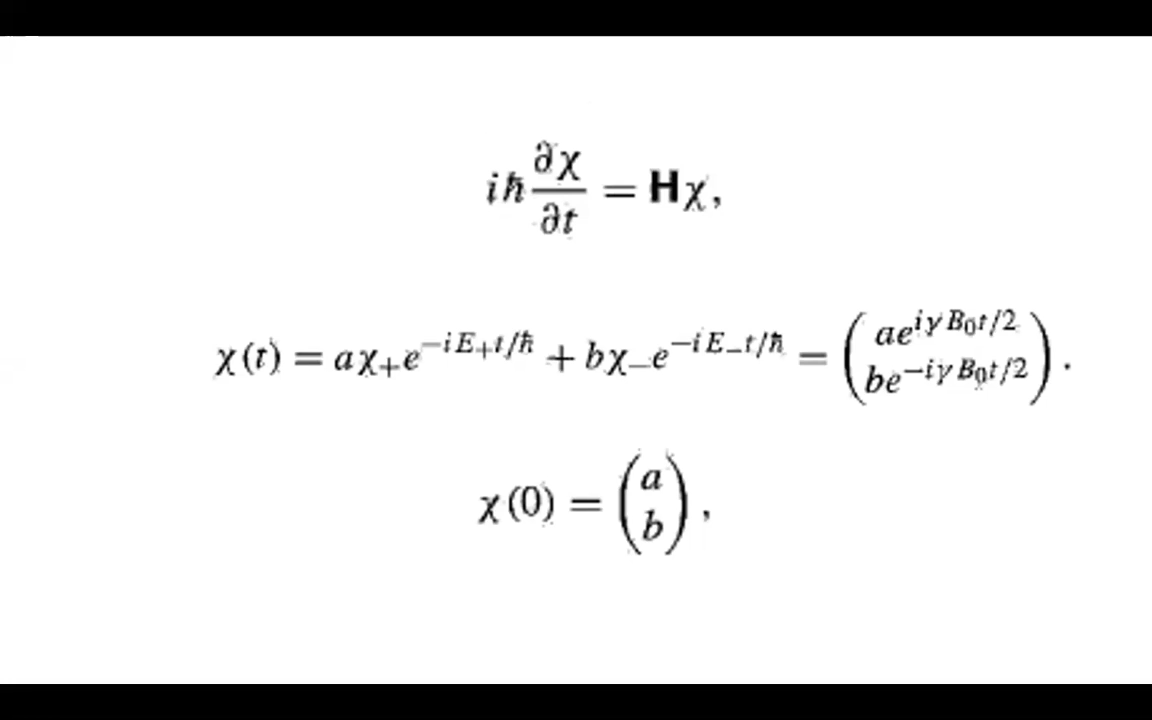 iħ ∂χ/∂t = Hχ,
χ(t) = aχ₊e^{−iE₊t/ħ} + bχ₋e^{−iE₋t/ħ} = (ae^{iγB₀t/2} be^{−iγB₀t/2}).
χ(0) = (a b),